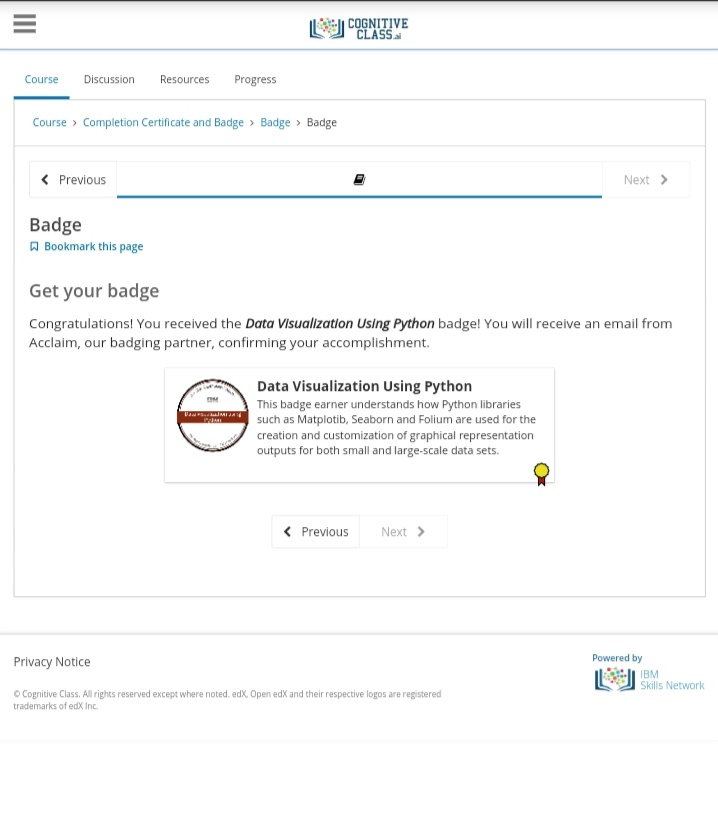 COGNITIVE
CLASS.ai
Course Discussion Resources Progress
Course > Completion Certificate and Badge > Badge > Badge
Previous Next
Badge
Bookmark this page
Get your badge
Congratulations! You received the Data Visualization Using Python badge! You will receive an email from
Acclaim, our badging partner, confirming your accomplishment.
Data Visualization Using
Python
Data Visualization Using Python
This badge earner understands how Python libraries
such as Matplotib, Seaborn and Folium are used for the
creation and customization of graphical representation
outputs for both small and large-scale data sets.
Previous Next
Privacy Notice
© Cognitive Class. All rights reserved except where noted. edX, Open edX and their respective logos are registered
trademarks of edX Inc.
Powered by
IBM
Skills Network